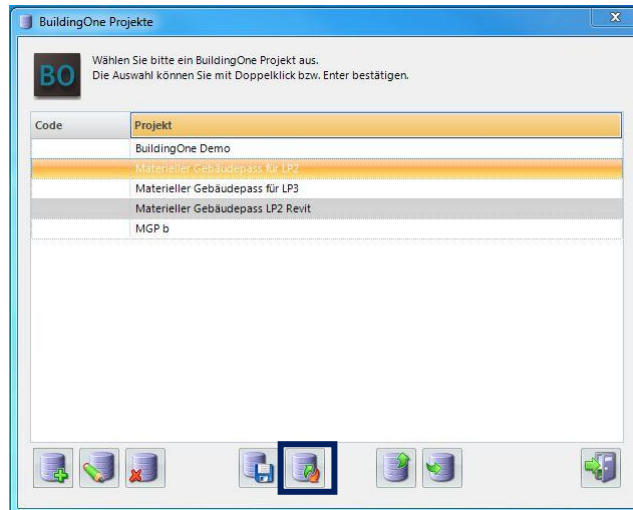 BuildingOne Projekte
x
BO
Wählen Sie bitte ein BuildingOne Projekt aus.
Die Auswahl können Sie mit Doppelklick bzw. Enter bestätigen.
Code Projekt
BuildingOne Demo
Materieller Gebäudepass für LP2
Materieller Gebäudepass für LP3
Materieller Gebäudepass LP2 Revit
MGP b